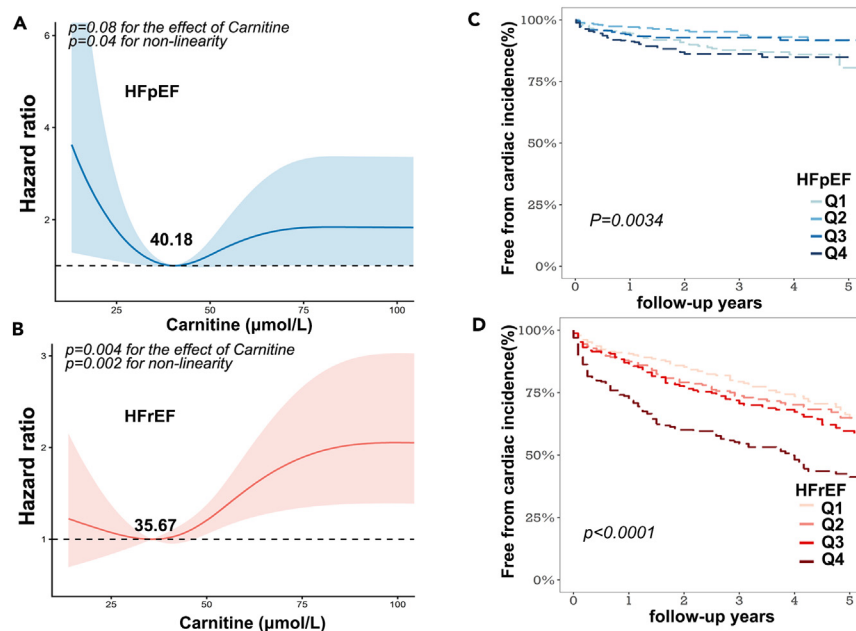 A
p=0.08 for the effect of Carnitine
p=0.04 for non-linearity
HFpEF
Hazard ratio
6
4
2
40.18
25
50
75
100
Carnitine (μmol/L)
B
p=0.004 for the effect of Carnitine
p=0.002 for non-linearity
HFrEF
Hazard ratio
3
2
1
35.67
25
50
75
100
Carnitine (μmol/L)
C
Free from cardiac incidence(%)
100%
75%
50%
25%
0%
P=0.0034
HFpEF
Q1
Q2
Q3
Q4
0
1
2
3
4
5
follow-up years
D
Free from cardiac incidence(%)
100%
75%
50%
25%
0%
p<0.0001
HFrEF
Q1
Q2
Q3
Q4
0
1
2
3
4
5
follow-up years